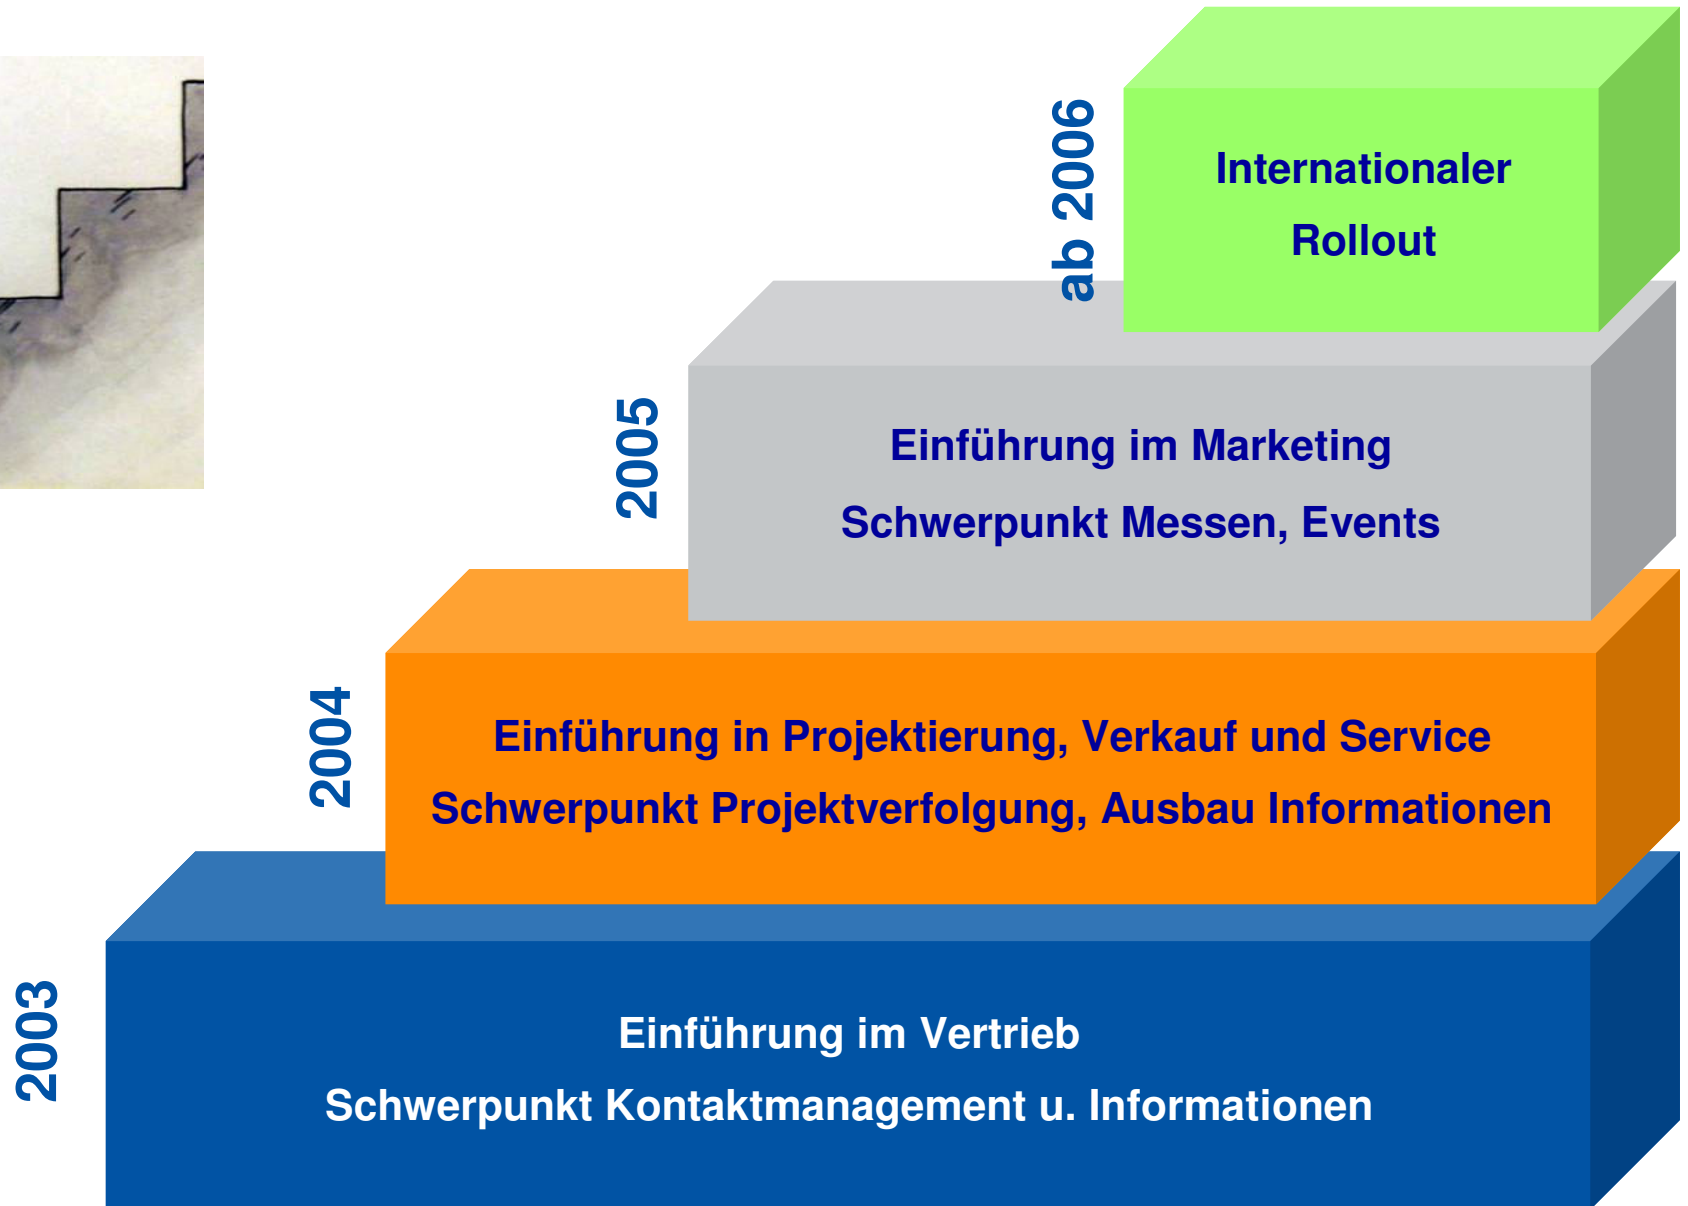 ab 2006
Internationaler
Rollout
2005
Einführung im Marketing
Schwerpunkt Messen, Events
2004
Einführung in Projektierung, Verkauf und Service
Schwerpunkt Projektverfolgung, Ausbau Informationen
2003
Einführung im Vertrieb
Schwerpunkt Kontaktmanagement u. Informationen